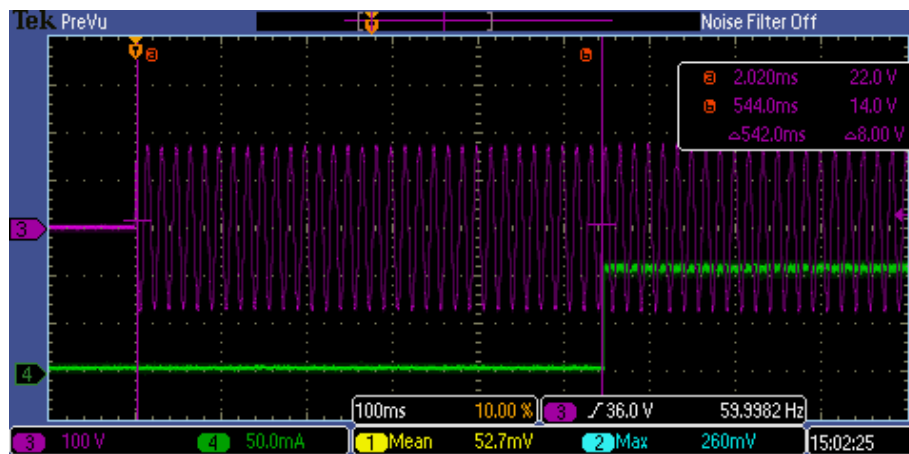 Tek PreVu Noise Filter Off
a b
a 2.020ms 22.0 V
b 544.0ms 14.0 V
△542.0ms △8.00 V
3
4
100ms 10.00 % 3 36.0 V 59.9982 Hz
3 100 V 4 50.0mA 1 Mean 52.7mV 2 Max 260mV 15:02:25